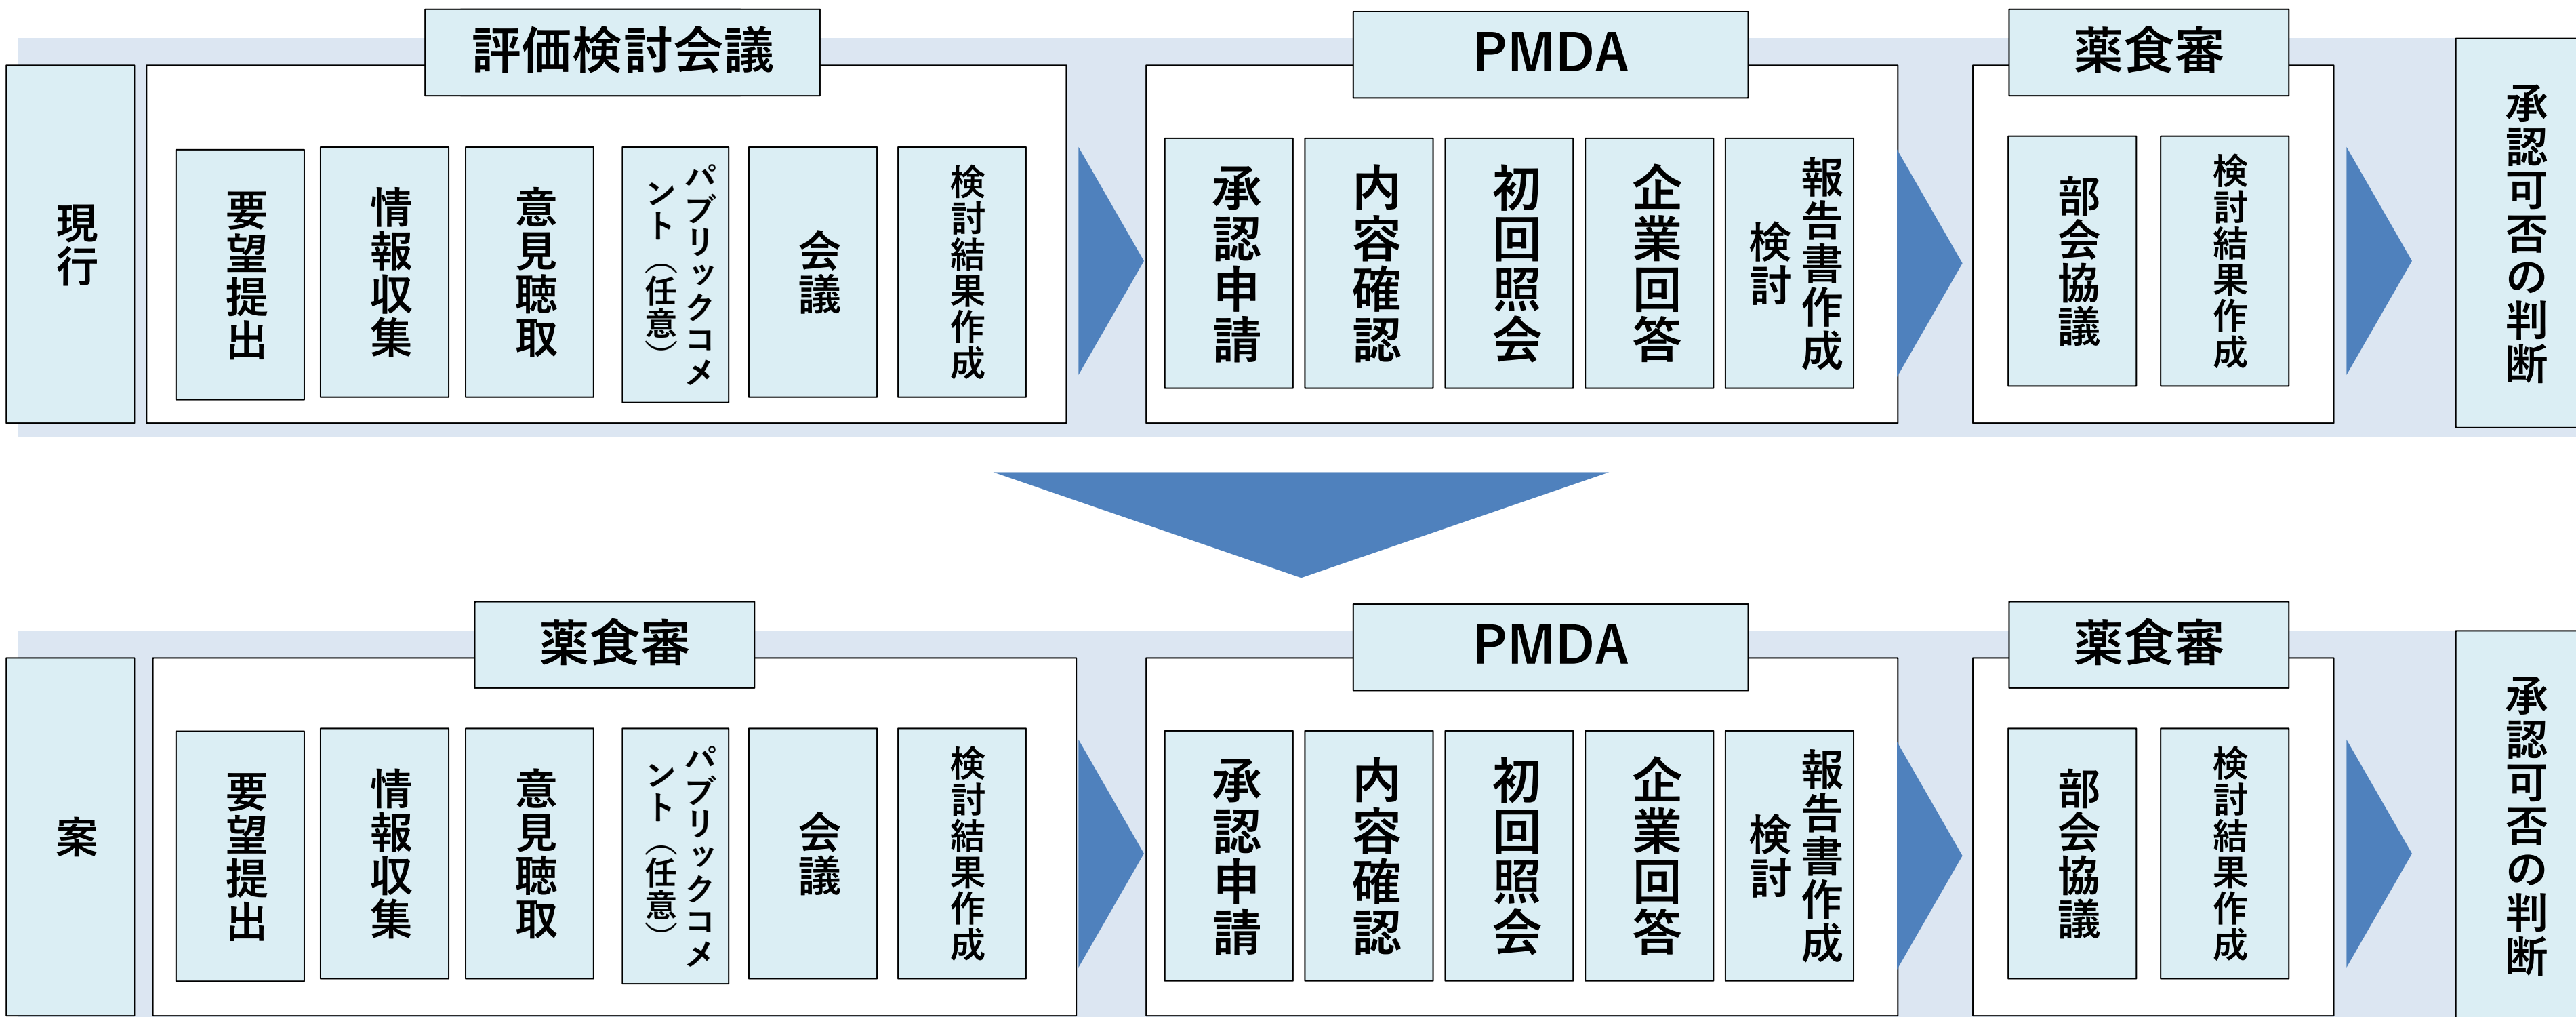 現行
評価検討会議
要望提出
情報収集
意見聴取
パブリックコメ
ント（任意）
会議
検討結果作成
PMDA
承認申請
内容確認
初回照会
企業回答
報告書作成
検討
薬食審
部会協議
検討結果作成
承認可否の判断
案
薬食審
要望提出
情報収集
意見聴取
パブリックコメ
ント（任意）
会議
検討結果作成
PMDA
承認申請
内容確認
初回照会
企業回答
報告書作成
検討
薬食審
部会協議
検討結果作成
承認可否の判断